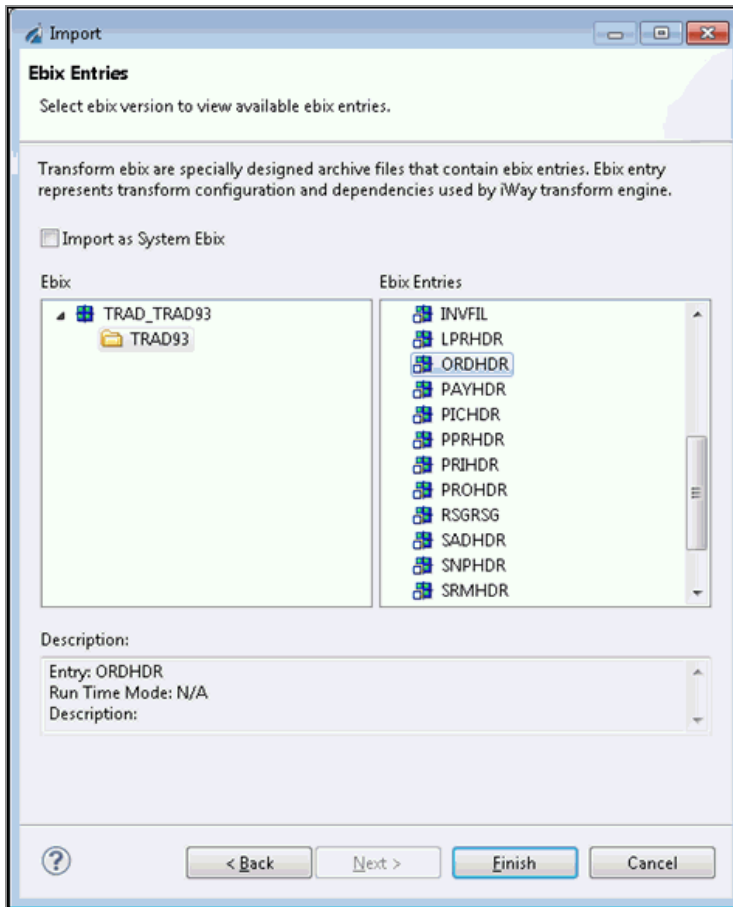 Import
Ebix Entries
Select ebix version to view available ebix entries.
Transform ebix are specially designed archive files that contain ebix entries. Ebix entry
represents transform configuration and dependencies used by iWay transform engine.
Import as System Ebix
Ebix
TRAD_TRAD93
TRAD93
Ebix Entries
INVFIL
LPRHDR
ORDHDR
PAYHDR
PICHDR
PPRHDR
PRIHDR
PROHDR
RSGRSG
SADHDR
SNPHDR
SRMHDR
Description:
Entry: ORDHDR
Run Time Mode: N/A
Description:
?
< Back
Next >
Finish
Cancel